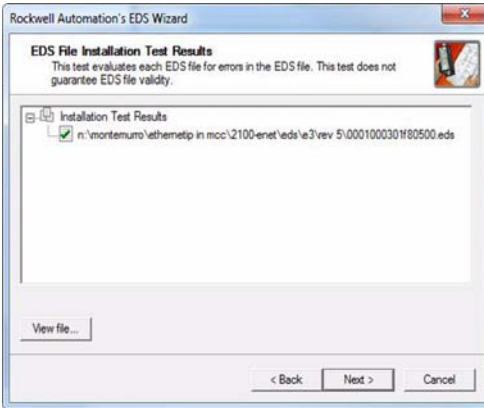 Rockwell Automation's EDS Wizard
EDS File Installation Test Results
This test evaluates each EDS file for errors in the EDS file. This test does not
guarantee EDS file validity.
Installation Test Results
n:\montemurro\ethernetip in mcc\2100-enet\eds\e3\rev 5\0001000301f80500.eds
View file...
< Back
Next >
Cancel